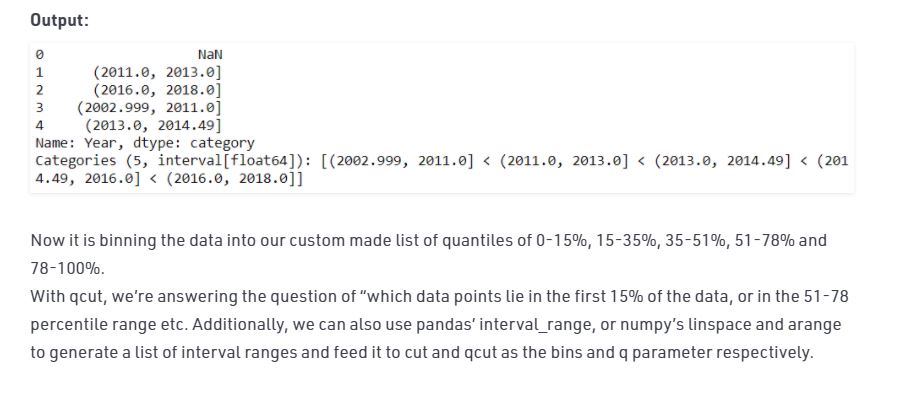 Output:
0                  NaN
1      (2011.0, 2013.0]
2      (2016.0, 2018.0]
3    (2002.999, 2011.0]
4     (2013.0, 2014.49]
Name: Year, dtype: category
Categories (5, interval[float64]): [(2002.999, 2011.0] < (2011.0, 2013.0] < (2013.0, 2014.49] < (201
4.49, 2016.0] < (2016.0, 2018.0]]
Now it is binning the data into our custom made list of quantiles of 0-15%, 15-35%, 35-51%, 51-78% and
78-100%.
With qcut, we're answering the question of “which data points lie in the first 15% of the data, or in the 51-78
percentile range etc. Additionally, we can also use pandas' interval_range, or numpy's linspace and arange
to generate a list of interval ranges and feed it to cut and qcut as the bins and q parameter respectively.